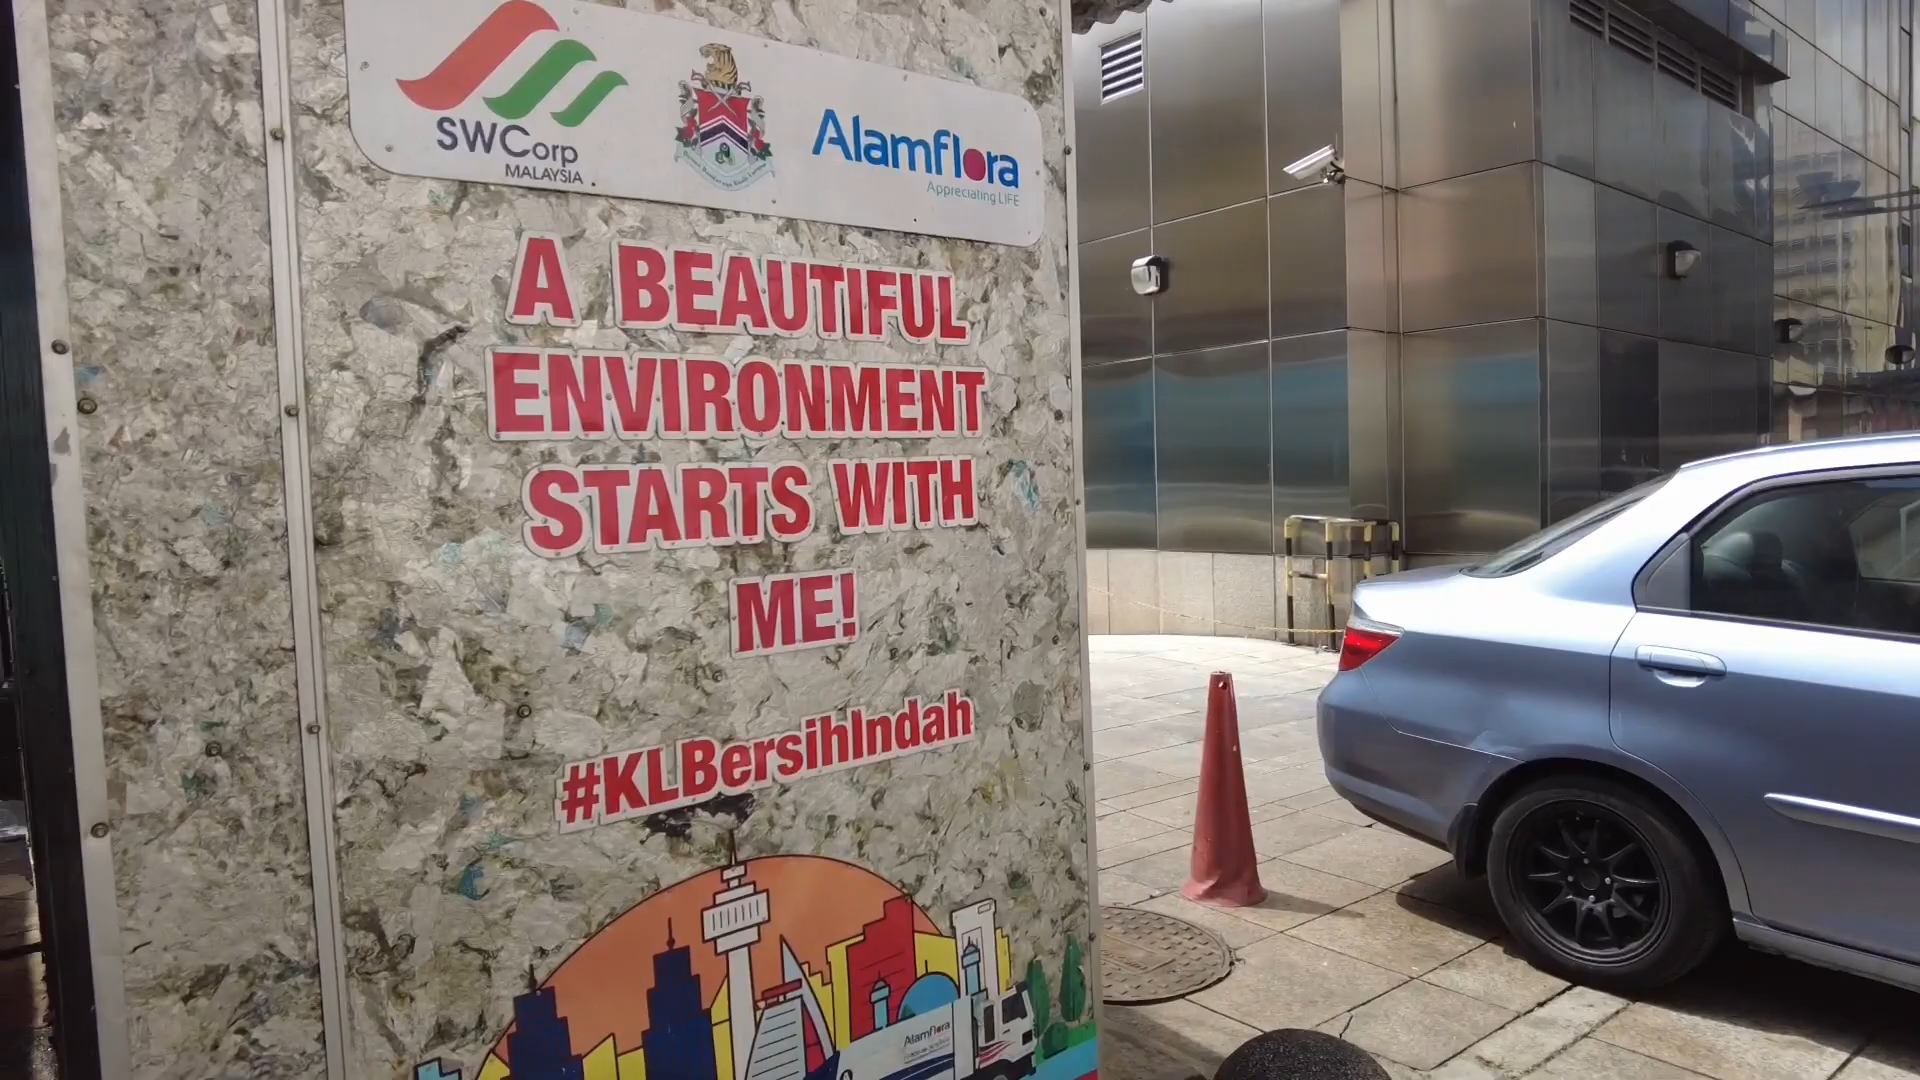 SWCorp
MALAYSIA
Alamflora
Appreciating LIFE
A BEAUTIFUL
ENVIRONMENT
STARTS WITH
ME!
#KLBersihIndah
Alamflora